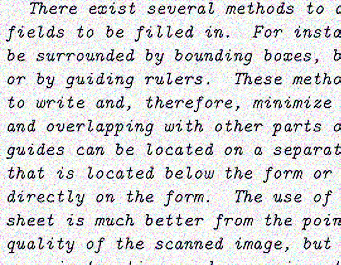 There exist several methods to
fields to be filled in. For insta
be surrounded by bounding boxes, b
or by guiding rulers. These metho
to write and, therefore, minimize
and overlapping with other parts o
guides can be located on a separat
that is located below the form or
directly on the form. The use of
sheet is much better from the poin
quality of the scanned image, but